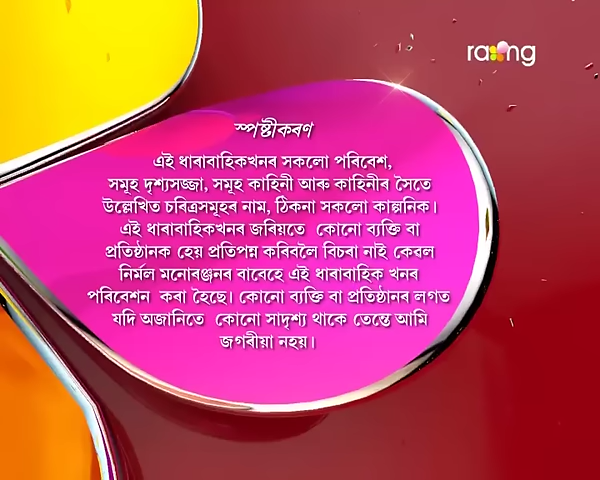 rang
স্পষ্টীকৰণ
এই ধাৰাবাহিকখনৰ সকলো পৰিবেশ,
সমূহ দৃশ্যসজ্জা, সমূহ কাহিনী আৰু কাহিনীৰ সৈতে
উল্লেখিত চৰিত্ৰসমূহৰ নাম, ঠিকনা সকলো কাল্পনিক।
এই ধাৰাবাহিকখনৰ জৰিয়তে কোনো ব্যক্তি বা
প্ৰতিষ্ঠানক হেয় প্ৰতিপন্ন কৰিবলৈ বিচৰা নাই কেৱল
নিৰ্মল মনোৰঞ্জনৰ বাবেহে এই ধাৰাবাহিক খনৰ
পৰিবেশন কৰা হৈছে। কোনো ব্যক্তি বা প্ৰতিষ্ঠানৰ লগত
যদি অজানিতে কোনো সাদৃশ্য থাকে তেন্তে আমি
জগৰীয়া নহয়।